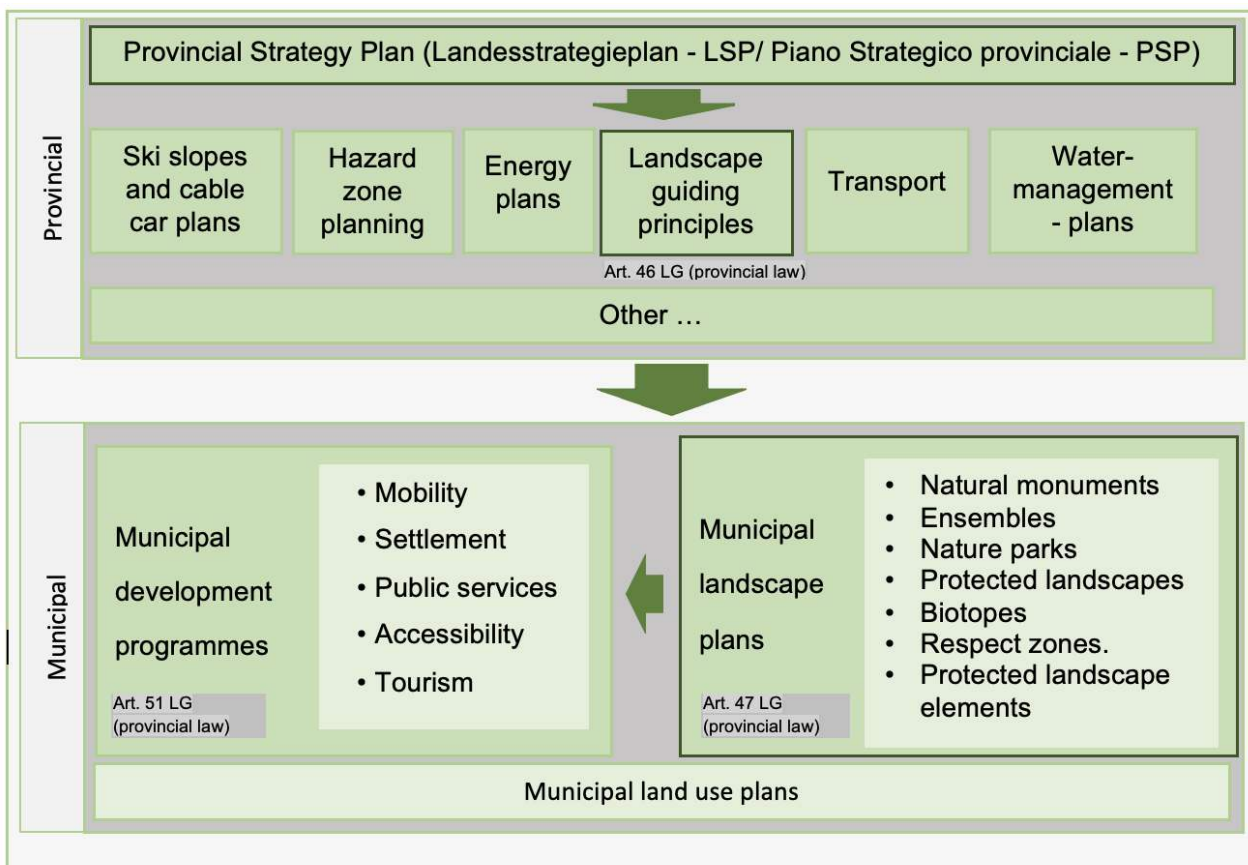 Provincial
Provincial Strategy Plan (Landesstrategieplan - LSP/ Piano Strategico provinciale - PSP)
Ski slopes
and cable
car plans
Hazard
zone
planning
Energy
plans
Landscape
guiding
principles
Transport
Water-
management
- plans
Art. 46 LG (provincial law)
Other …
Municipal
Municipal
development
programmes
Art. 51 LG
(provincial law)
• Mobility
• Settlement
• Public services
• Accessibility
• Tourism
Municipal
landscape
plans
Art. 47 LG
(provincial law)
• Natural monuments
• Ensembles
• Nature parks
• Protected landscapes
• Biotopes
• Respect zones.
• Protected landscape
elements
Municipal land use plans